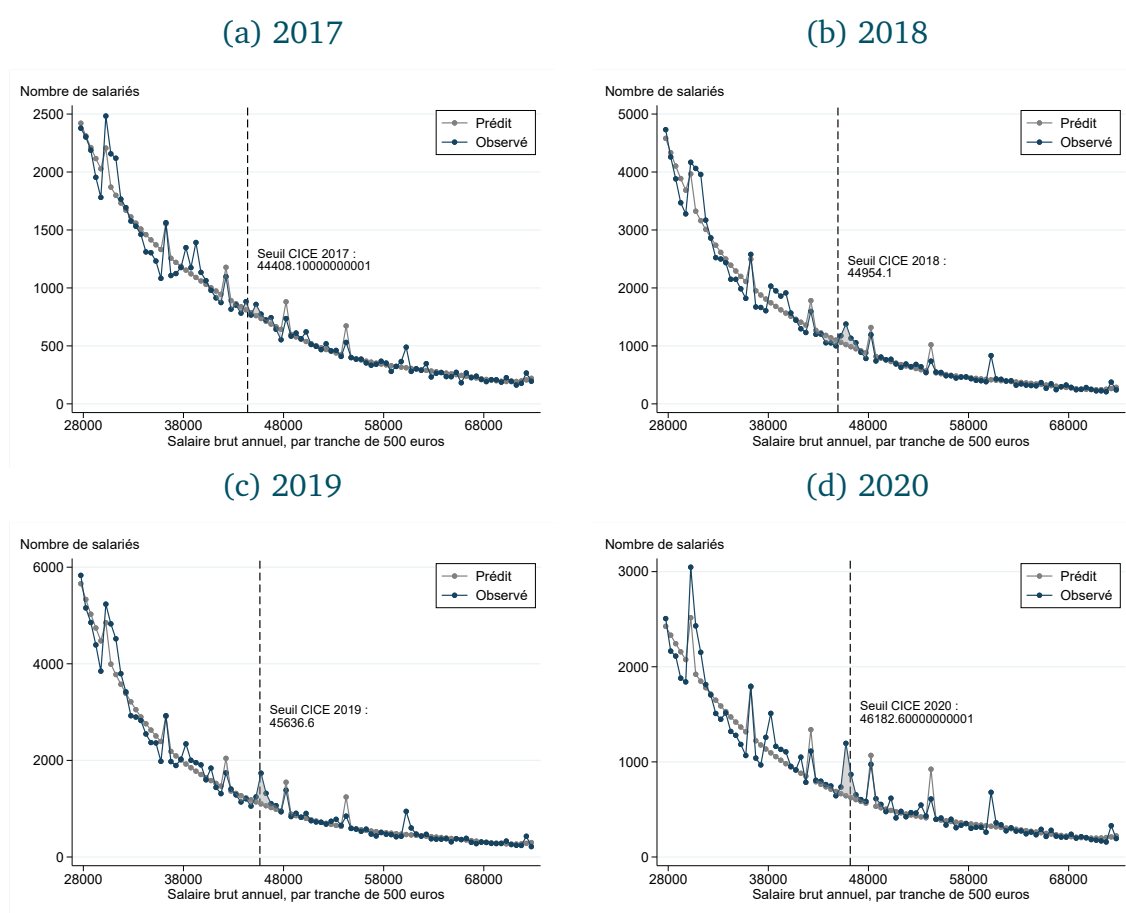 (a) 2017
Nombre de salariés
2500
2000
1500
1000
500
0
Prédit
Observé
Seuil CICE 2017 :
44408.10000000001
28000 38000 48000 58000 68000
Salaire brut annuel, par tranche de 500 euros
(b) 2018
Nombre de salariés
5000
4000
3000
2000
1000
0
Prédit
Observé
Seuil CICE 2018 :
44954.1
28000 38000 48000 58000 68000
Salaire brut annuel, par tranche de 500 euros
(c) 2019
Nombre de salariés
6000
4000
2000
0
Prédit
Observé
Seuil CICE 2019 :
45636.6
28000 38000 48000 58000 68000
Salaire brut annuel, par tranche de 500 euros
(d) 2020
Nombre de salariés
3000
2000
1000
0
Prédit
Observé
Seuil CICE 2020 :
46182.60000000001
28000 38000 48000 58000 68000
Salaire brut annuel, par tranche de 500 euros